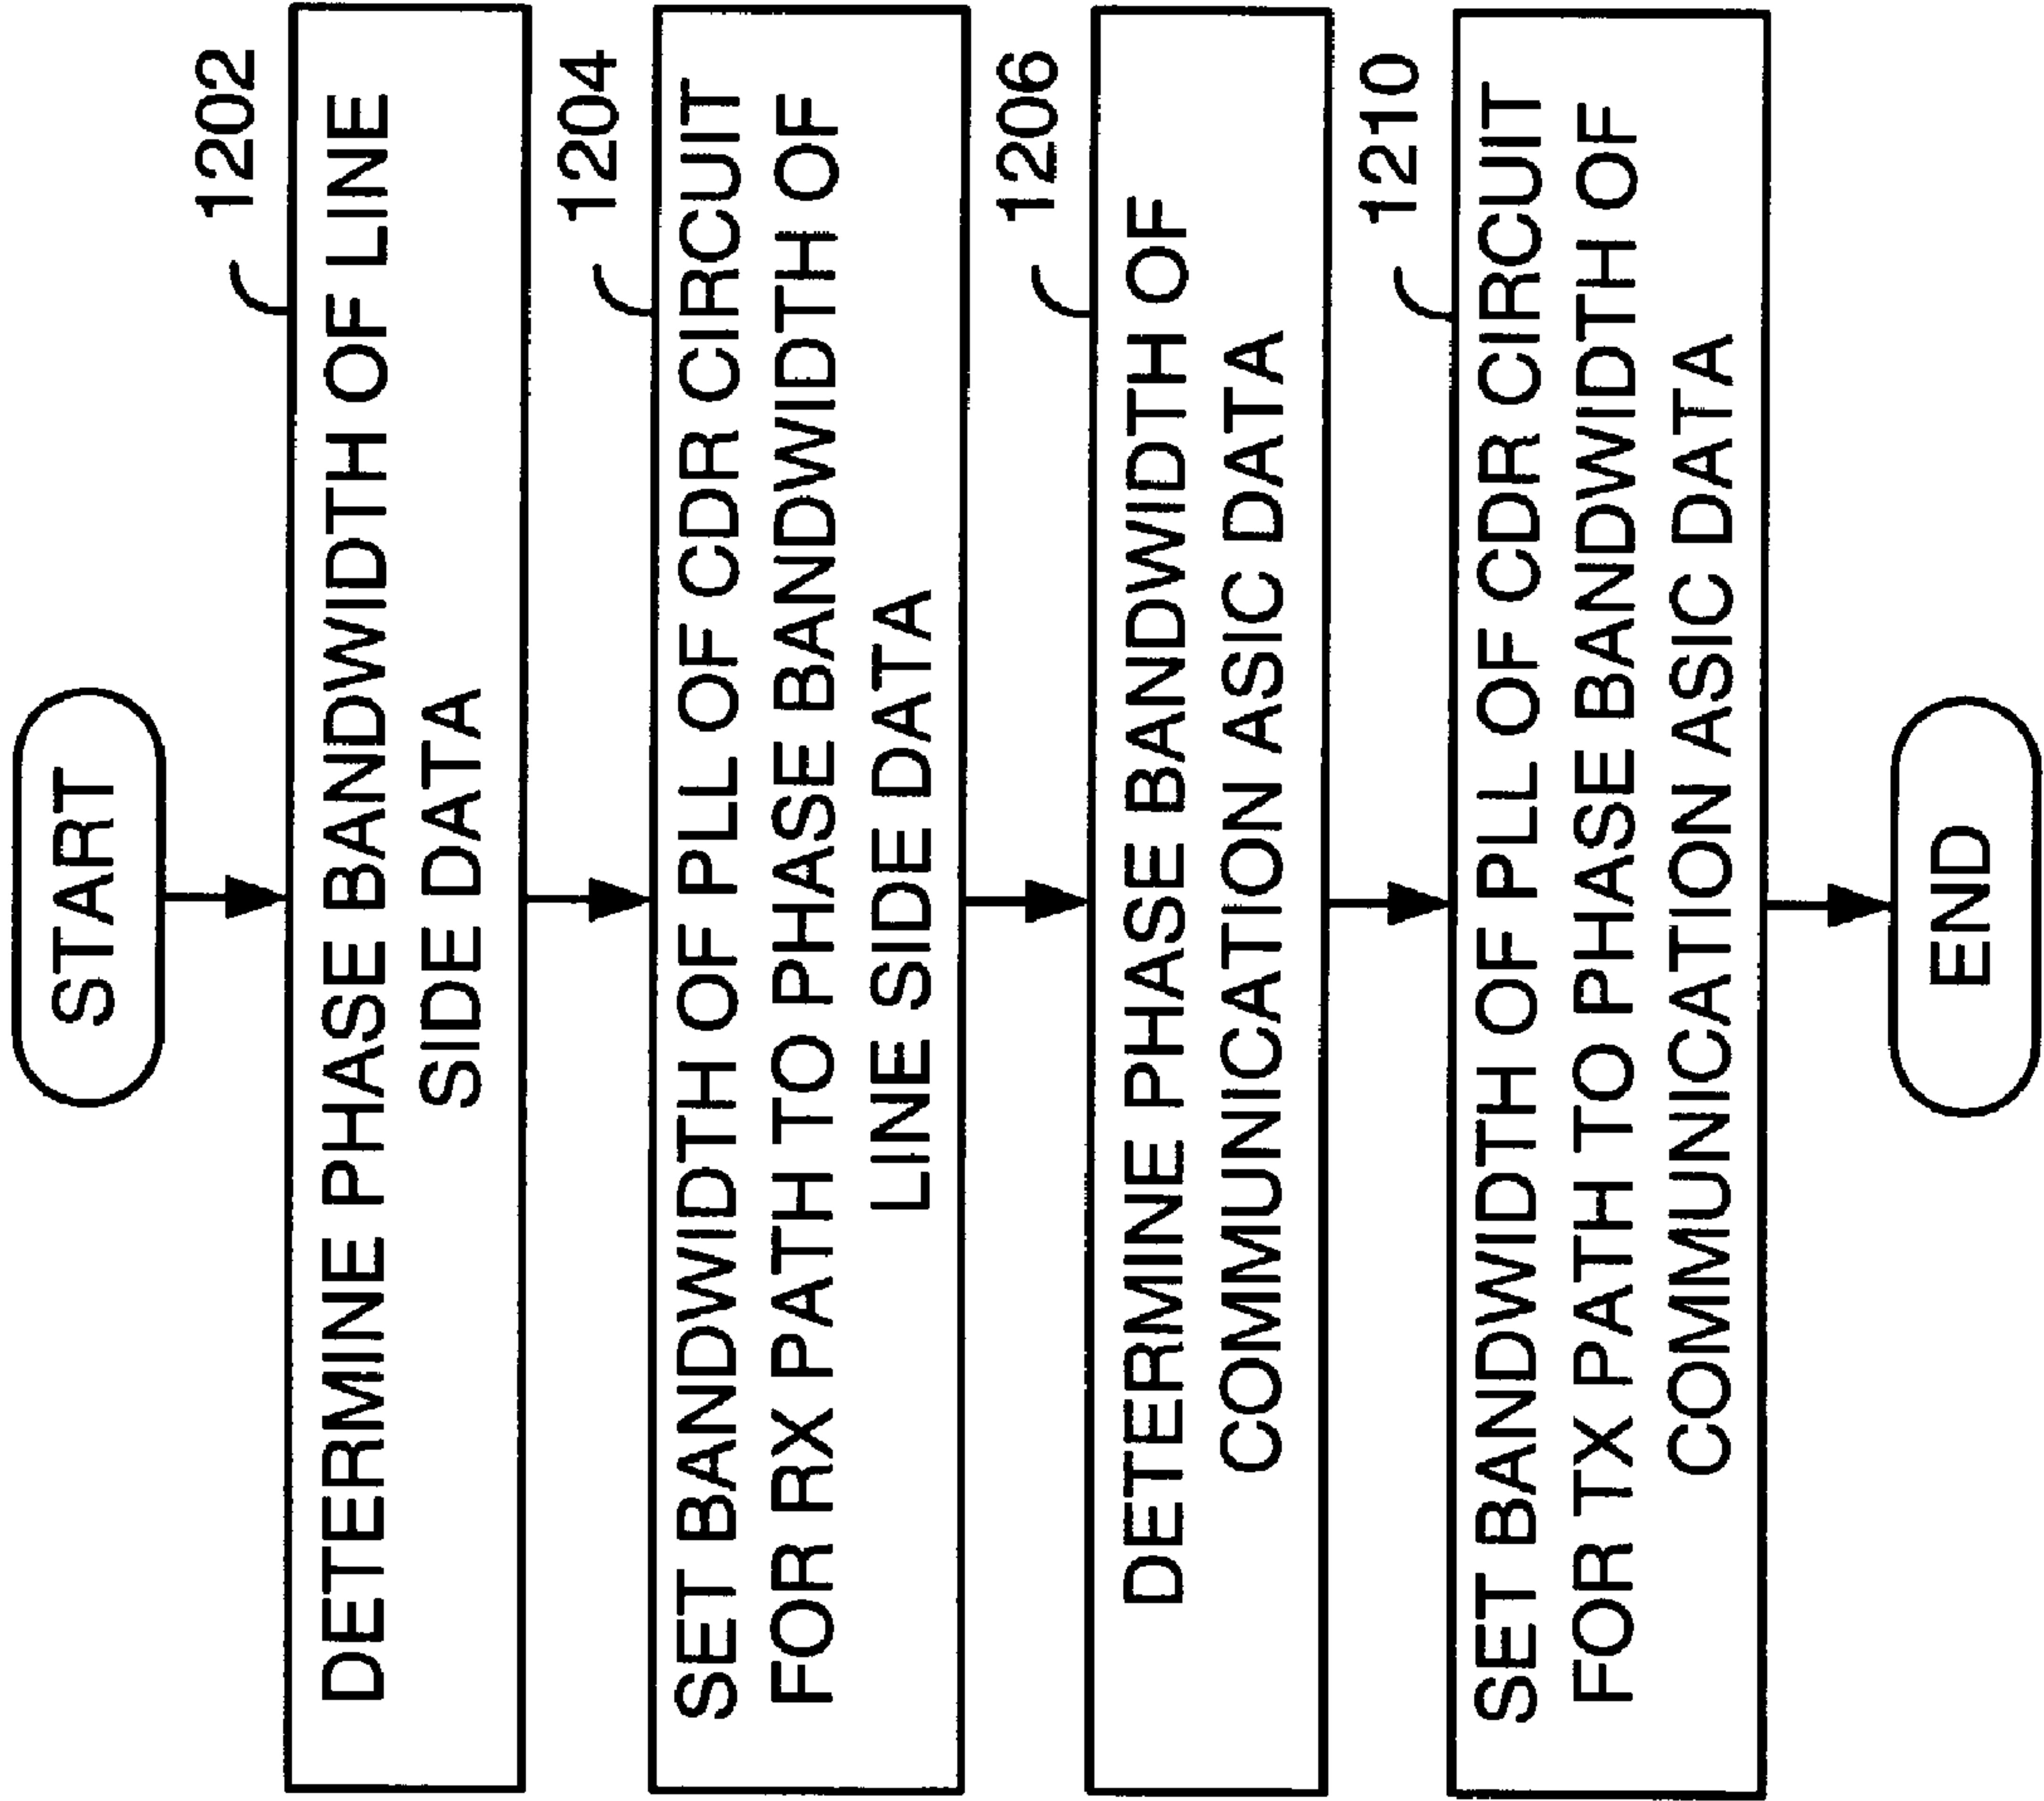 START
1202
DETERMINE PHASE BANDWIDTH OF LINE
SIDE DATA
1204
SET BANDWIDTH OF PLL OF CDR CIRCUIT
FOR RX PATH TO PHASE BANDWIDTH OF
LINE SIDE DATA
1206
DETERMINE PHASE BANDWIDTH OF
COMMUNICATION ASIC DATA
1210
SET BANDWIDTH OF PLL OF CDR CIRCUIT
FOR TX PATH TO PHASE BANDWIDTH OF
COMMUNICATION ASIC DATA
END